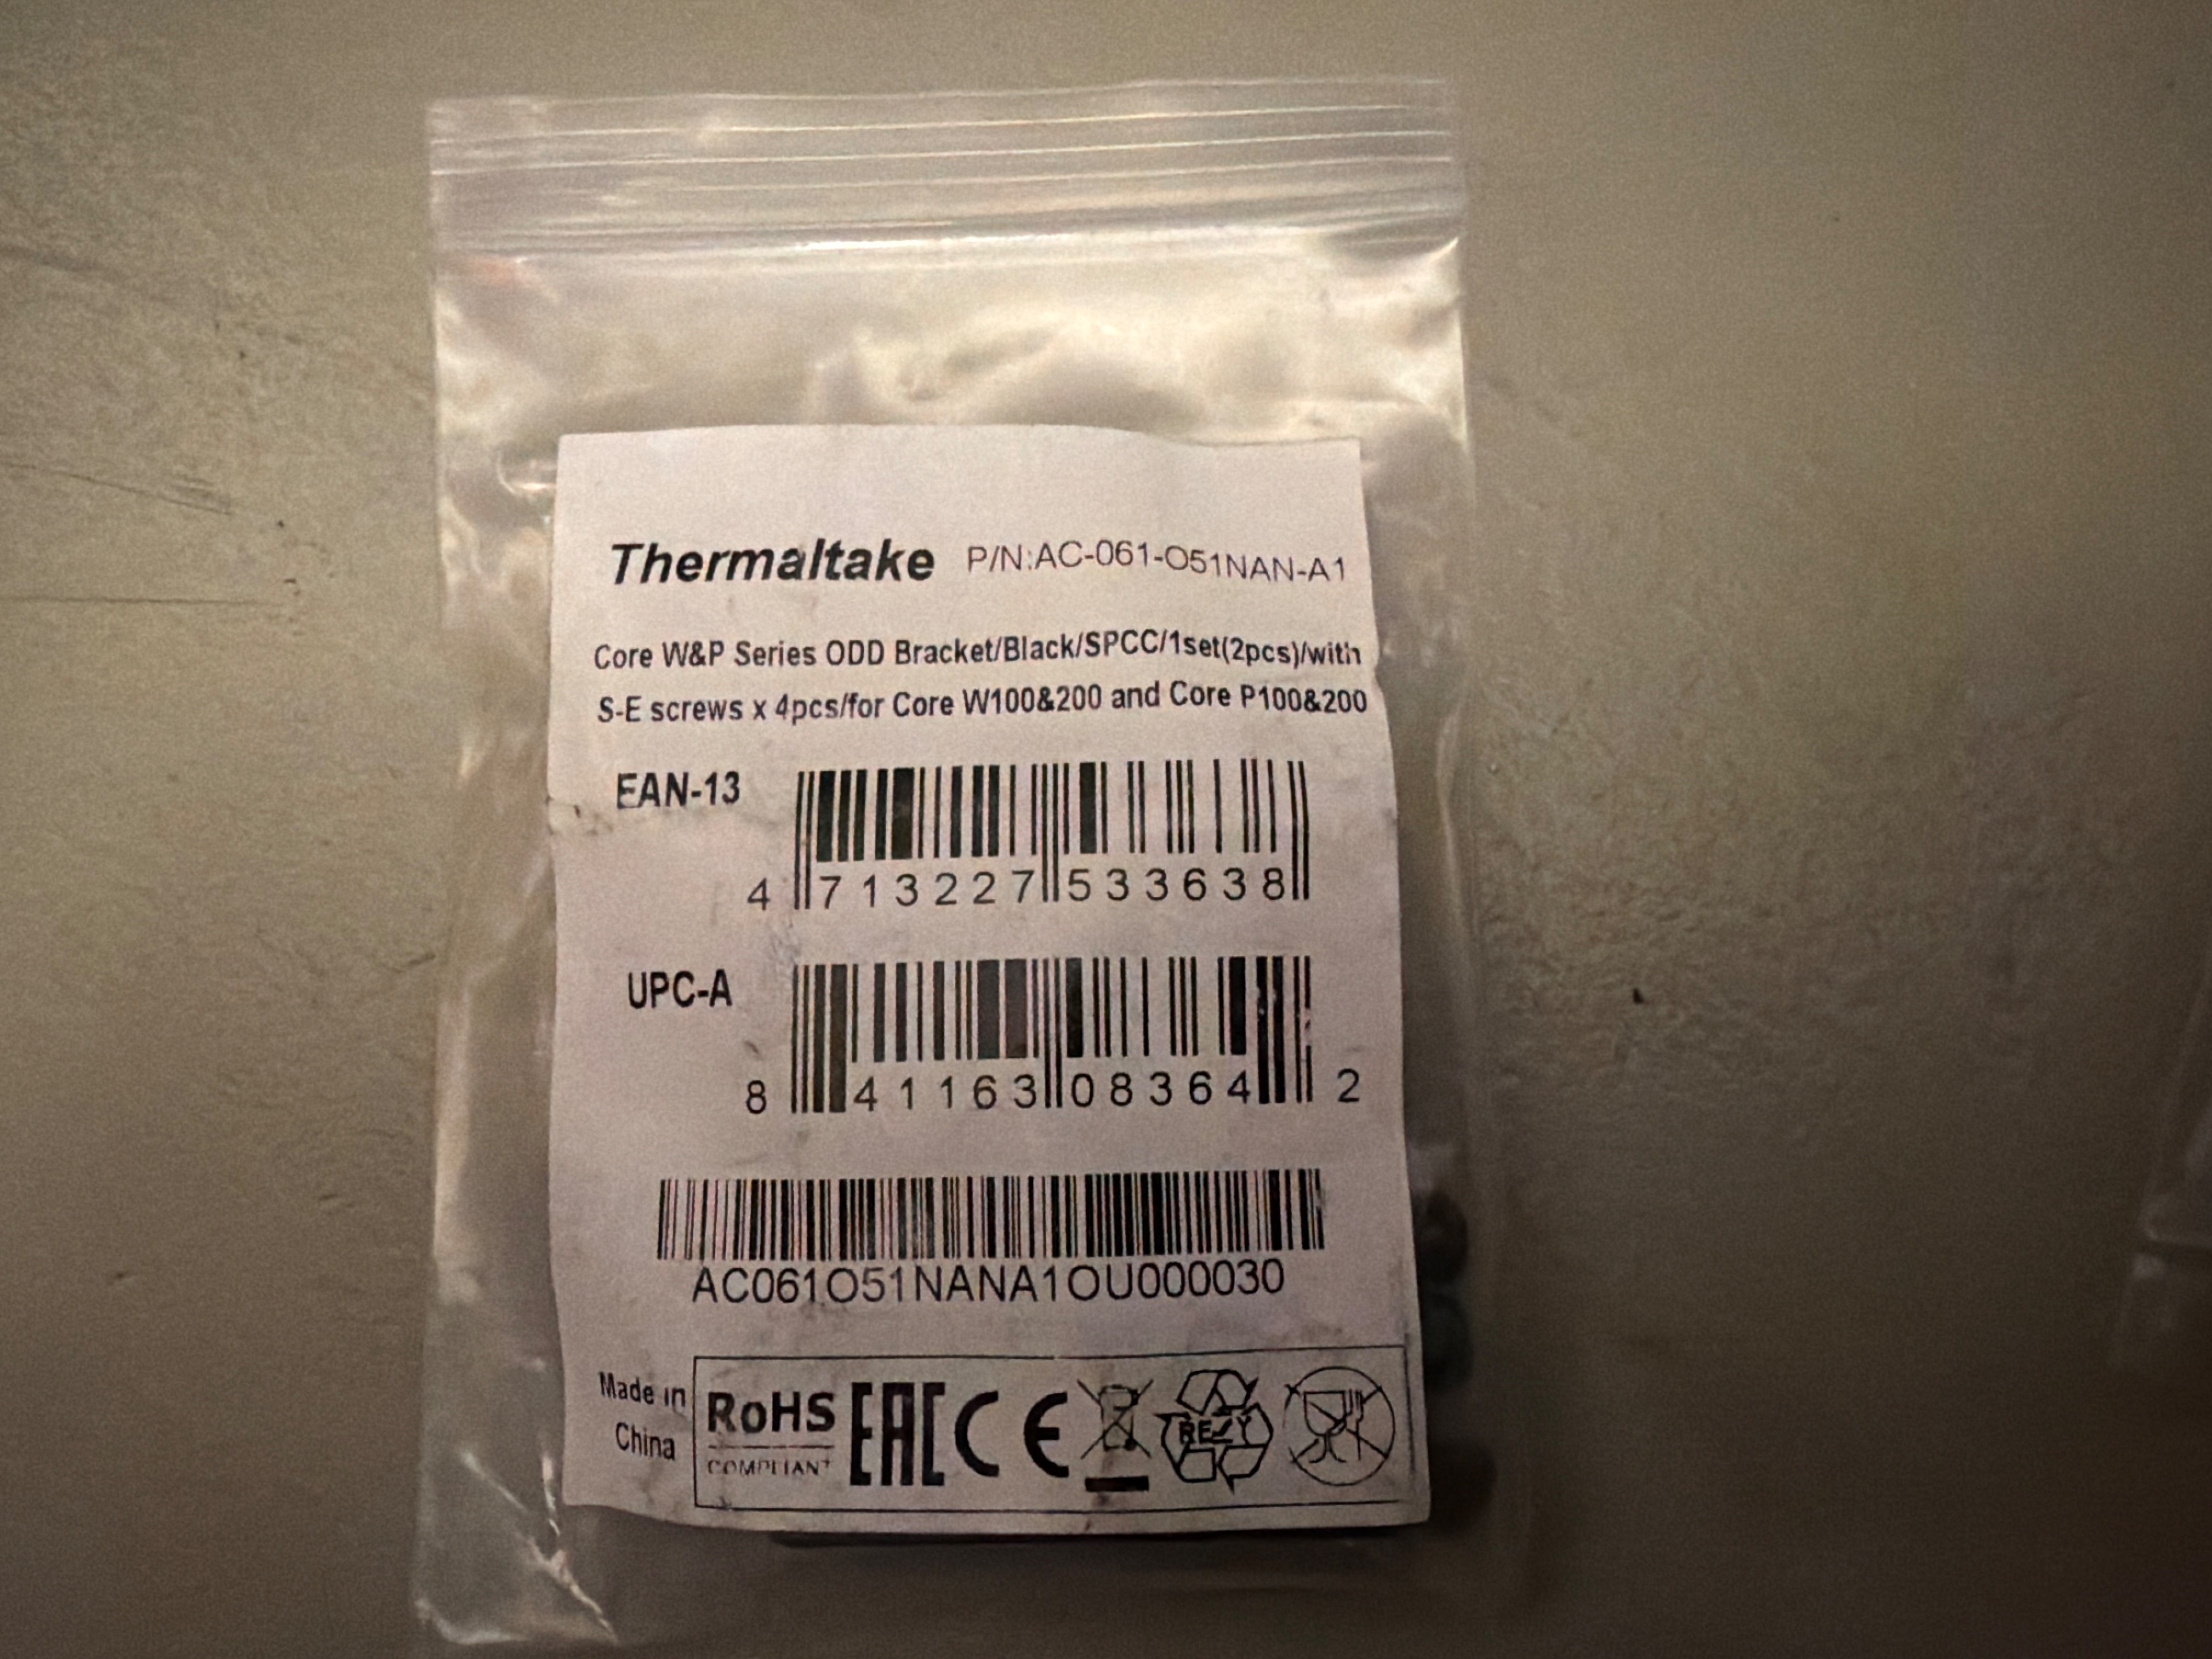 Thermaltake P/N:AC-061-O51NAN-A1
Core W&P Series ODD Bracket/Black/SPCC/1set(2pcs)/with
S-E screws x 4pcs/for Core W100&200 and Core P100&200
EAN-13
4 713227 533638
UPC-A
8 41163 08364 2
AC061O51NANA1OU000030
Made in
China
RoHS
COMPLIANT
EAC CE
RESY